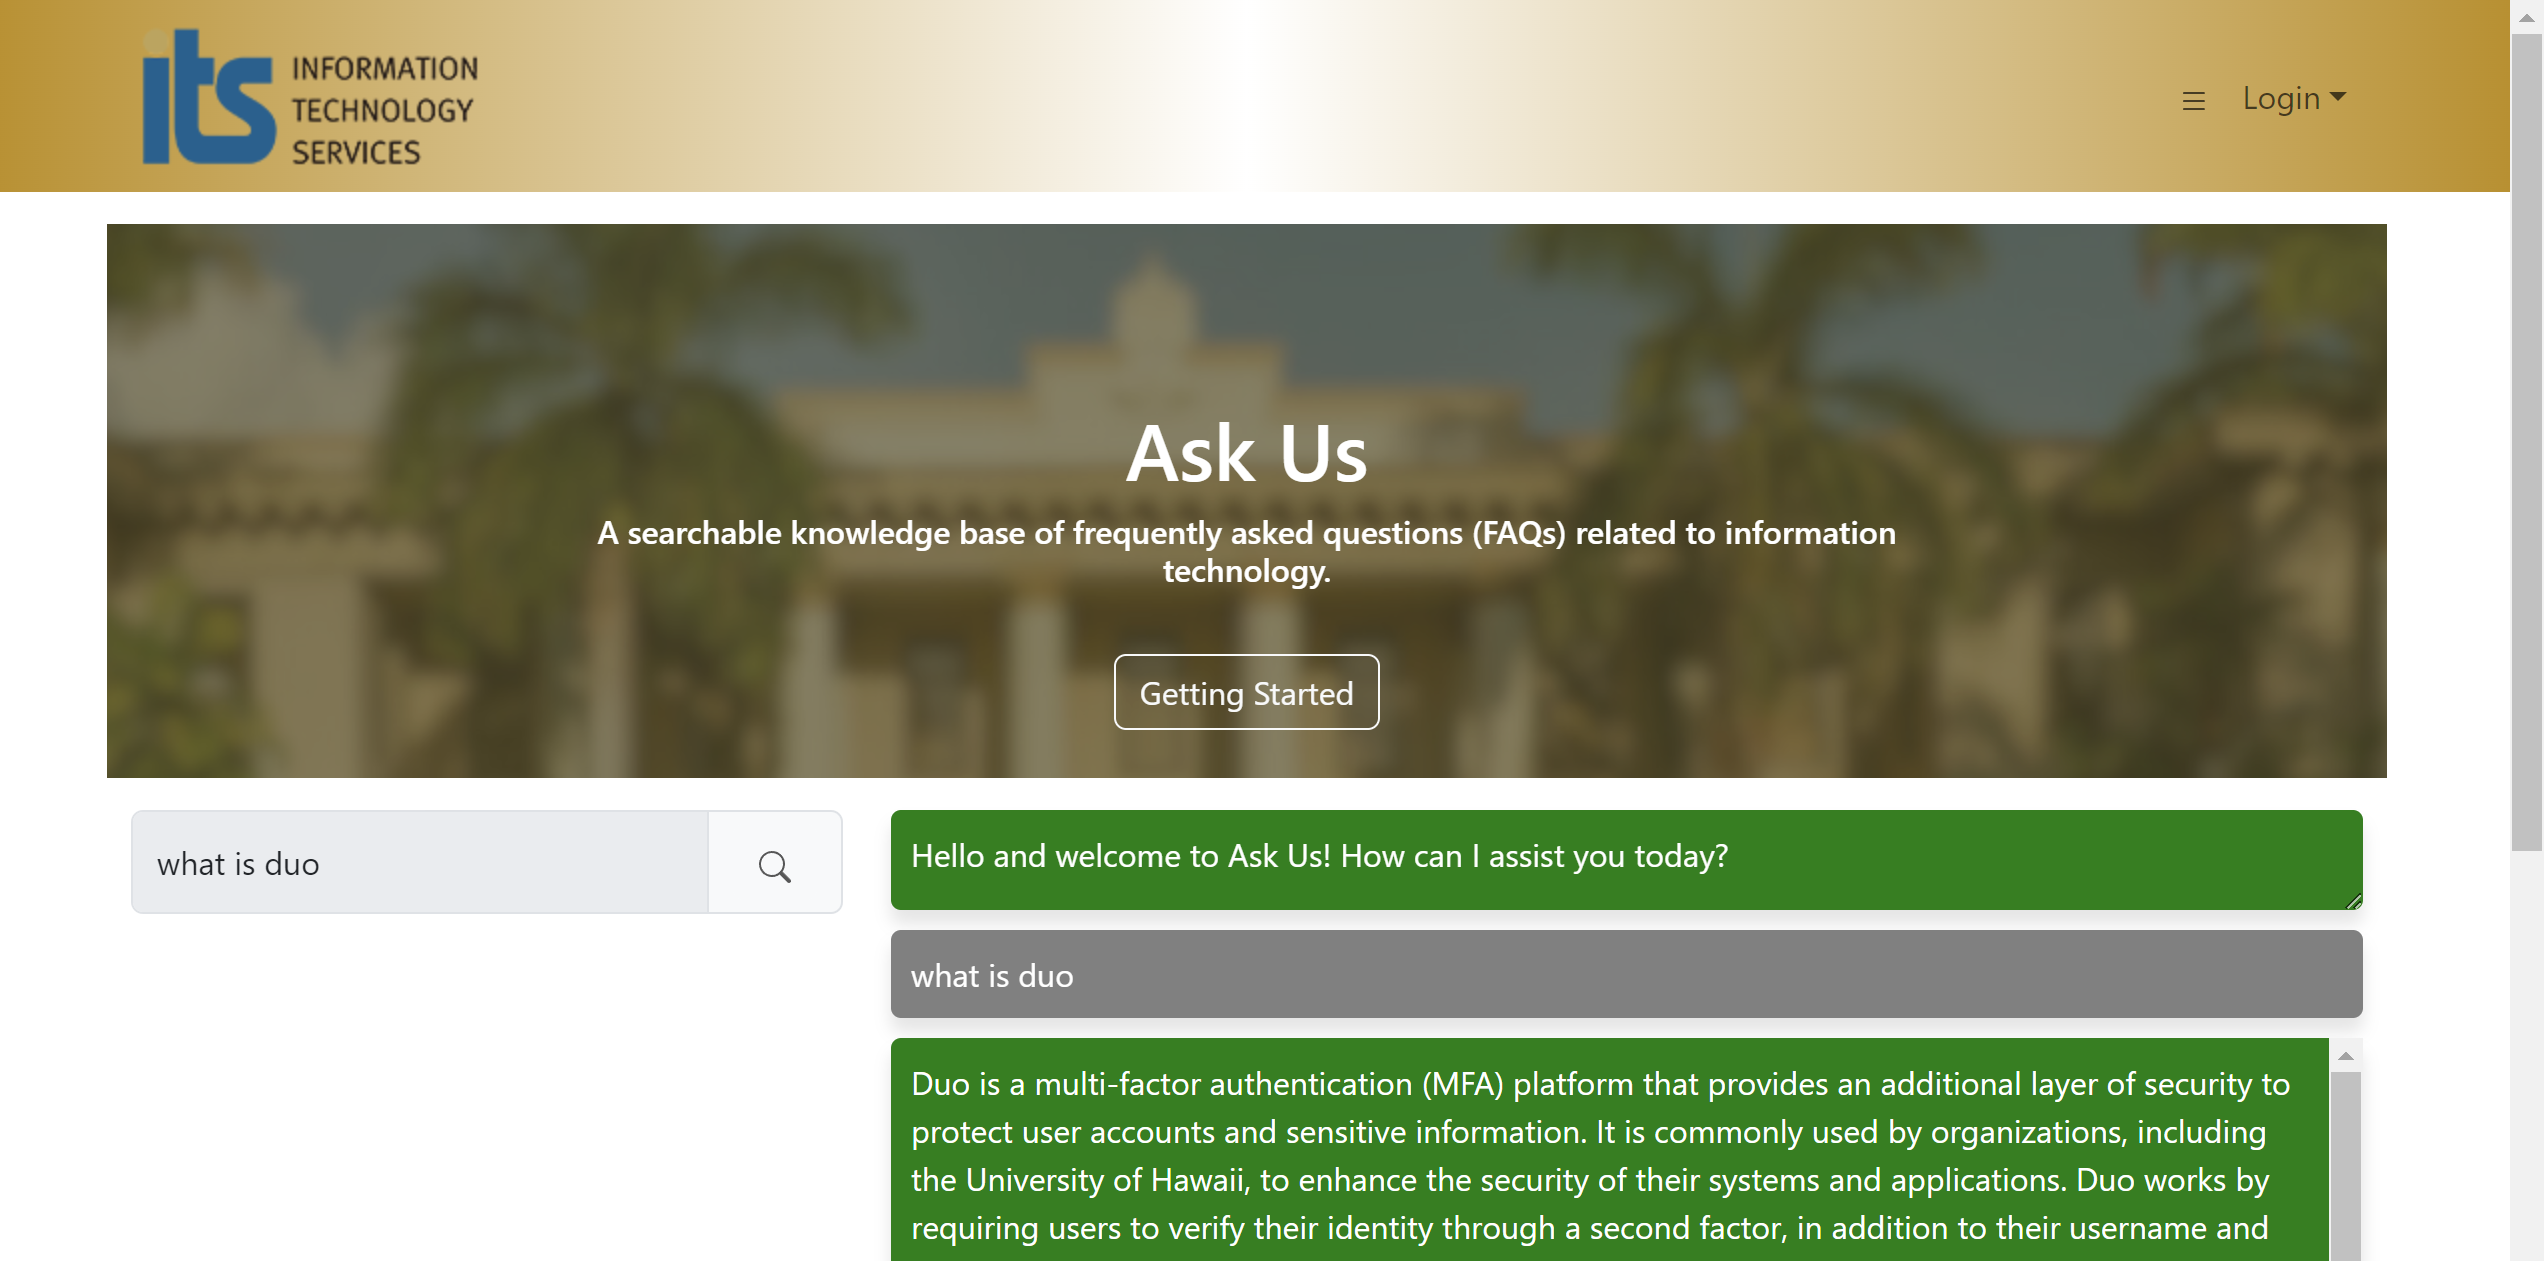 its INFORMATION
TECHNOLOGY
SERVICES
Login
Ask Us
A searchable knowledge base of frequently asked questions (FAQs) related to information
technology.
Getting Started
what is duo
Hello and welcome to Ask Us! How can I assist you today?
what is duo
Duo is a multi-factor authentication (MFA) platform that provides an additional layer of security to
protect user accounts and sensitive information. It is commonly used by organizations, including
the University of Hawaii, to enhance the security of their systems and applications. Duo works by
requiring users to verify their identity through a second factor, in addition to their username and